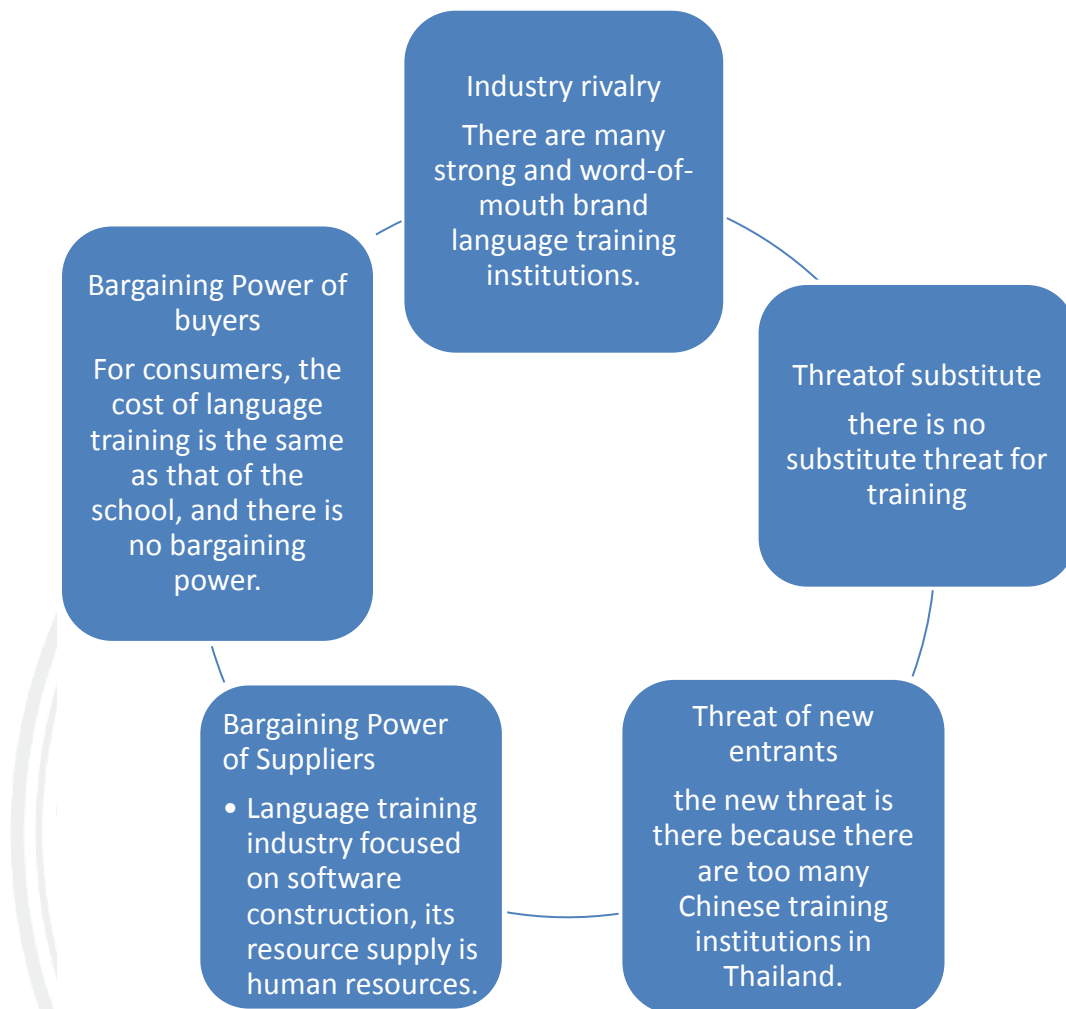 Industry rivalry
There are many
strong and word-of-
mouth brand
language training
institutions.
Threatof substitute
there is no
substitute threat for
training
Threat of new
entrants
the new threat is
there because there
are too many
Chinese training
institutions in
Thailand.
Bargaining Power
of Suppliers
• Language training
industry focused
on software
construction, its
resource supply is
human resources.
Bargaining Power of
buyers
For consumers, the
cost of language
training is the same
as that of the
school, and there is
no bargaining
power.